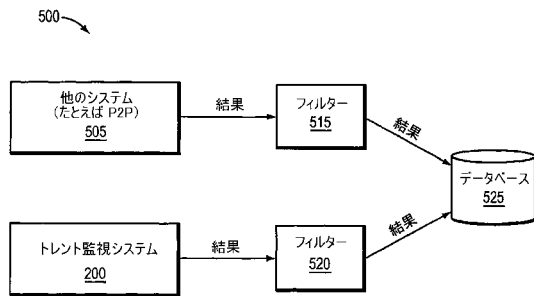 500
他のシステム
(たとえば P2P)
505
結果
フィルター
515
結果
データベース
525
トレント監視システム
200
結果
フィルター
520
結果